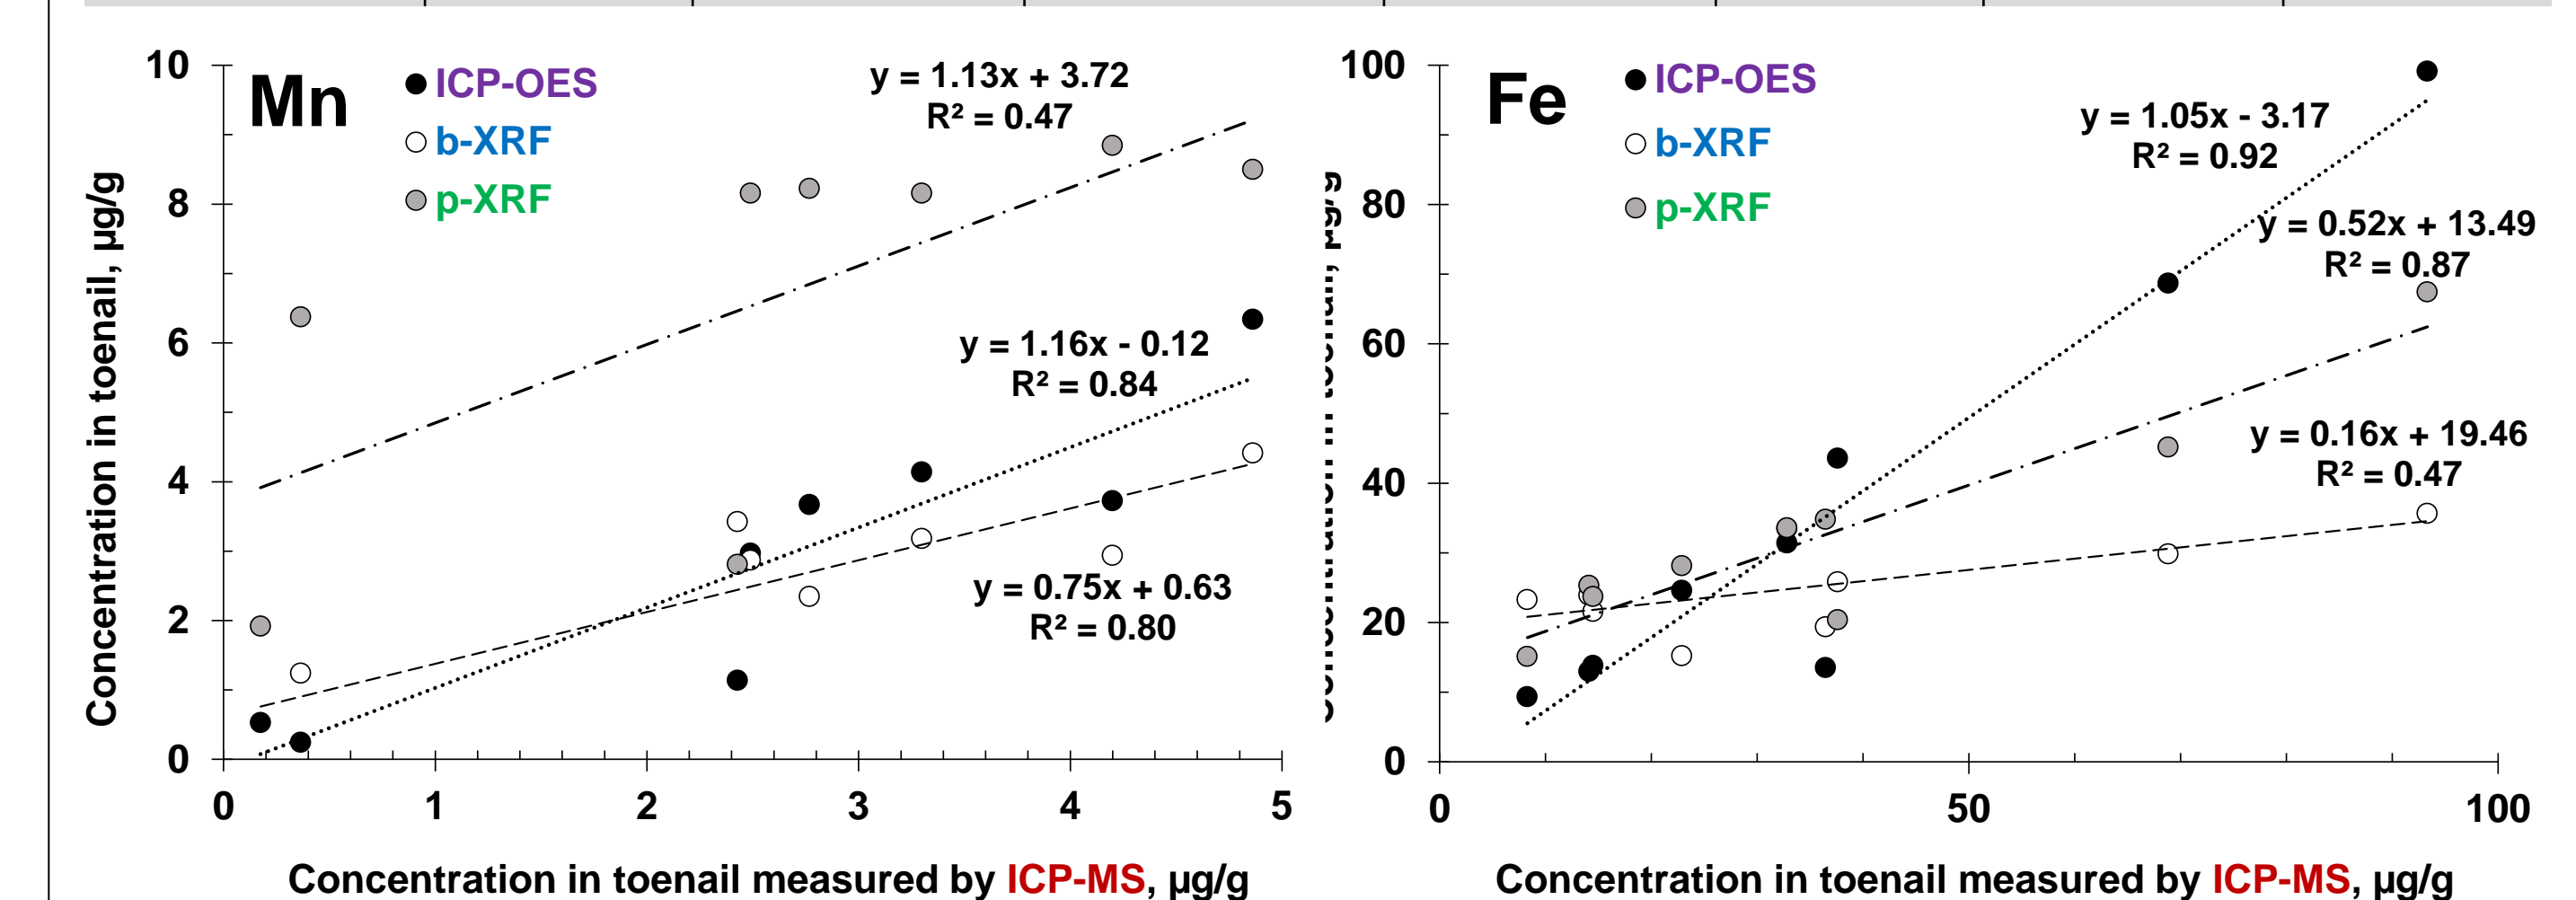 Mn
ICP-OES
b-XRF
p-XRF
y = 1.13x + 3.72
R² = 0.47
y = 1.16x - 0.12
R² = 0.84
y = 0.75x + 0.63
R² = 0.80
10
8
6
4
2
0
0 1 2 3 4 5
Concentration in toenail, µg/g
Concentration in toenail measured by ICP-MS, µg/g
Fe
ICP-OES
b-XRF
p-XRF
y = 1.05x - 3.17
R² = 0.92
y = 0.52x + 13.49
R² = 0.87
y = 0.16x + 19.46
R² = 0.47
100
80
60
40
20
0
0 50 100
Concentration in toenail measured by ICP-MS, µg/g